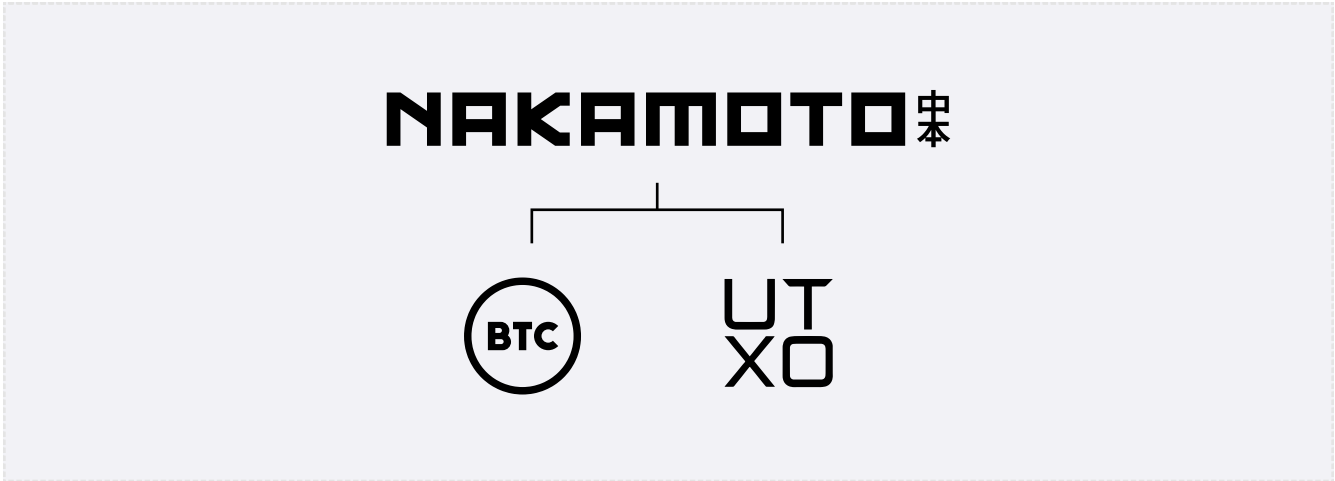 NAKAMOTO 中本
BTC
UT
XO